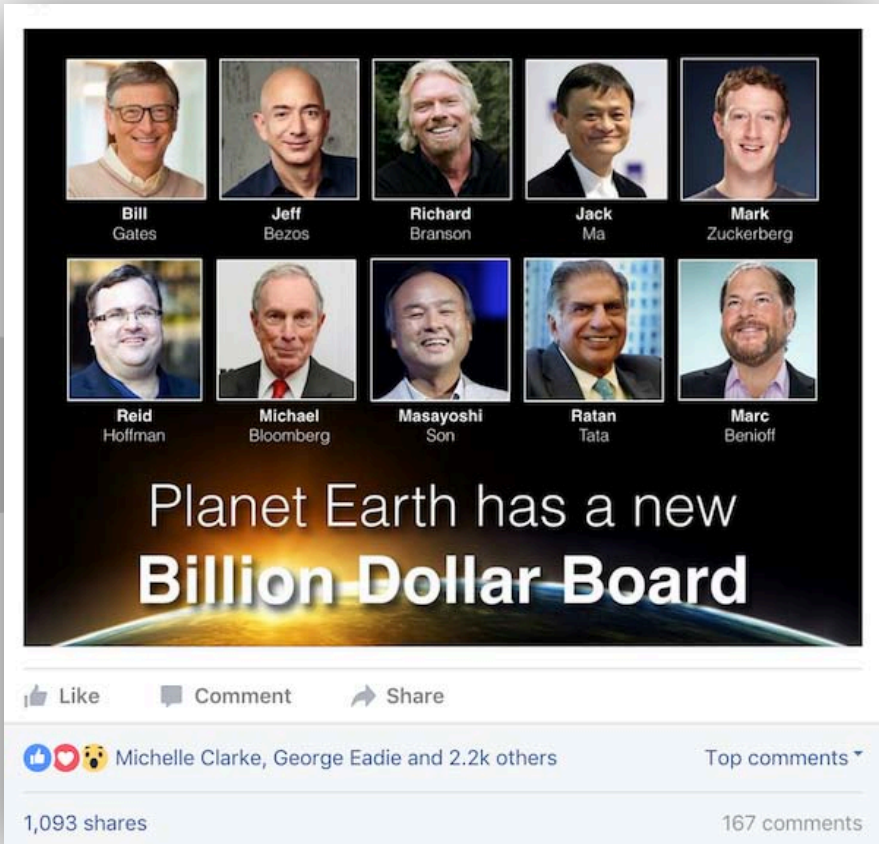 Bill Jeff Richard Jack Mark
Gates Bezos Branson Ma Zuckerberg
Reid Michael Masayoshi Ratan Marc
Hoffman Bloomberg Son Tata Benioff
Planet Earth has a new
Billion Dollar Board
Like Comment Share
Michelle Clarke, George Eadie and 2.2k others Top comments
1,093 shares 167 comments